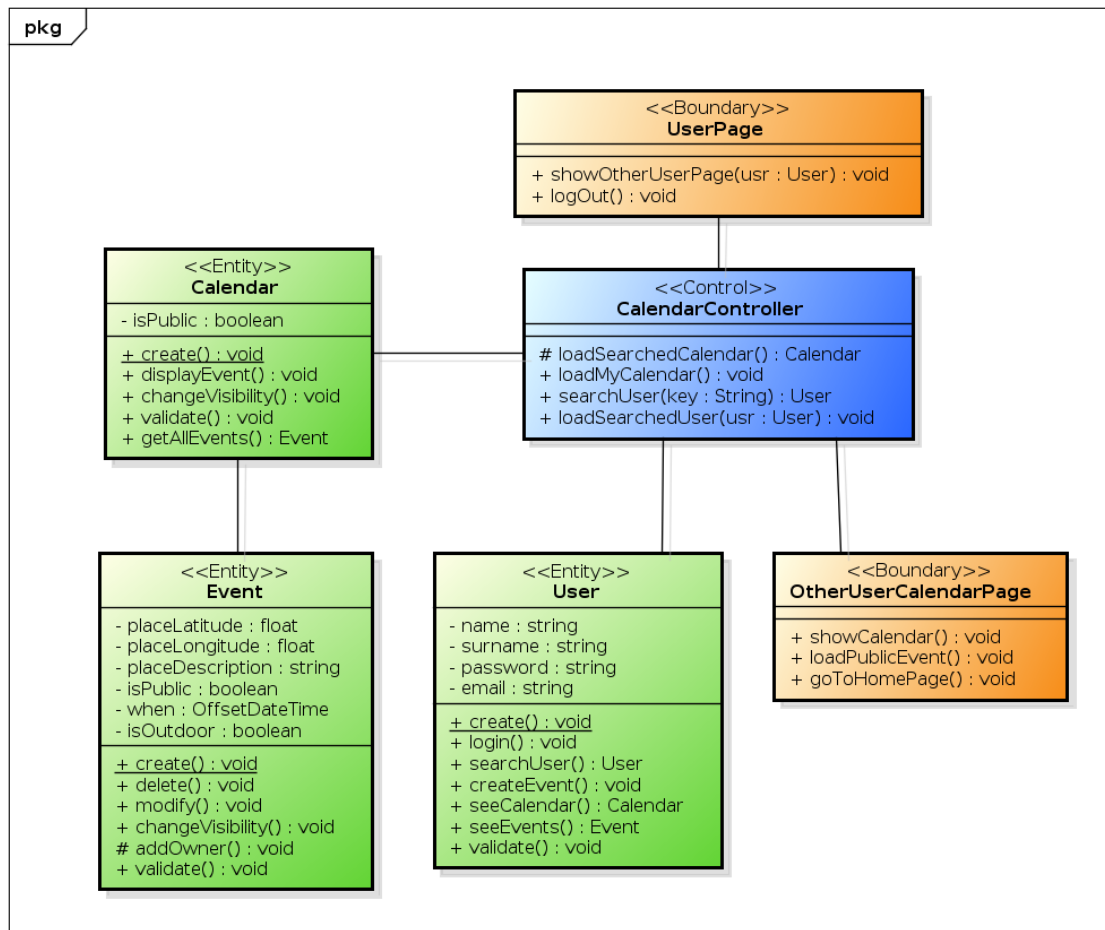 pkg
<<Boundary>>
UserPage
+ showOtherUserPage(usr : User) : void
+ logOut() : void
<<Entity>>
Calendar
- isPublic : boolean
+ create() : void
+ displayEvent() : void
+ changeVisibility() : void
+ validate() : void
+ getAllEvents() : Event
<<Control>>
CalendarController
# loadSearchedCalendar() : Calendar
+ loadMyCalendar() : void
+ searchUser(key : String) : User
+ loadSearchedUser(usr : User) : void
<<Entity>>
Event
- placeLatitude : float
- placeLongitude : float
- placeDescription : string
- isPublic : boolean
- when : OffsetDateTime
- isOutdoor : boolean
+ create() : void
+ delete() : void
+ modify() : void
+ changeVisibility() : void
# addOwner() : void
+ validate() : void
<<Entity>>
User
- name : string
- surname : string
- password : string
- email : string
+ create() : void
+ login() : void
+ searchUser() : User
+ createEvent() : void
+ seeCalendar() : Calendar
+ seeEvents() : Event
+ validate() : void
<<Boundary>>
OtherUserCalendarPage
+ showCalendar() : void
+ loadPublicEvent() : void
+ goToHomePage() : void